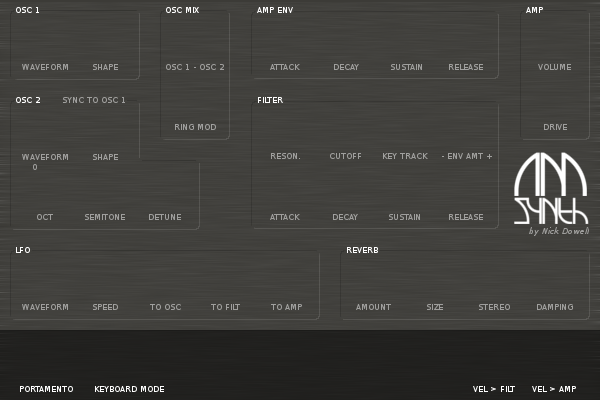 OSC 1
WAVEFORM SHAPE
OSC MIX
OSC 1 - OSC 2
RING MOD
AMP ENV
ATTACK DECAY SUSTAIN RELEASE
AMP
VOLUME
DRIVE
OSC 2 SYNC TO OSC 1
WAVEFORM SHAPE
0
OCT SEMITONE DETUNE
FILTER
RESON. CUTOFF KEY TRACK - ENV AMT +
ATTACK DECAY SUSTAIN RELEASE
AM
SYNth
by Nick Dowell
LFO
WAVEFORM SPEED TO OSC TO FILT TO AMP
REVERB
AMOUNT SIZE STEREO DAMPING
PORTAMENTO KEYBOARD MODE VEL > FILT VEL > AMP